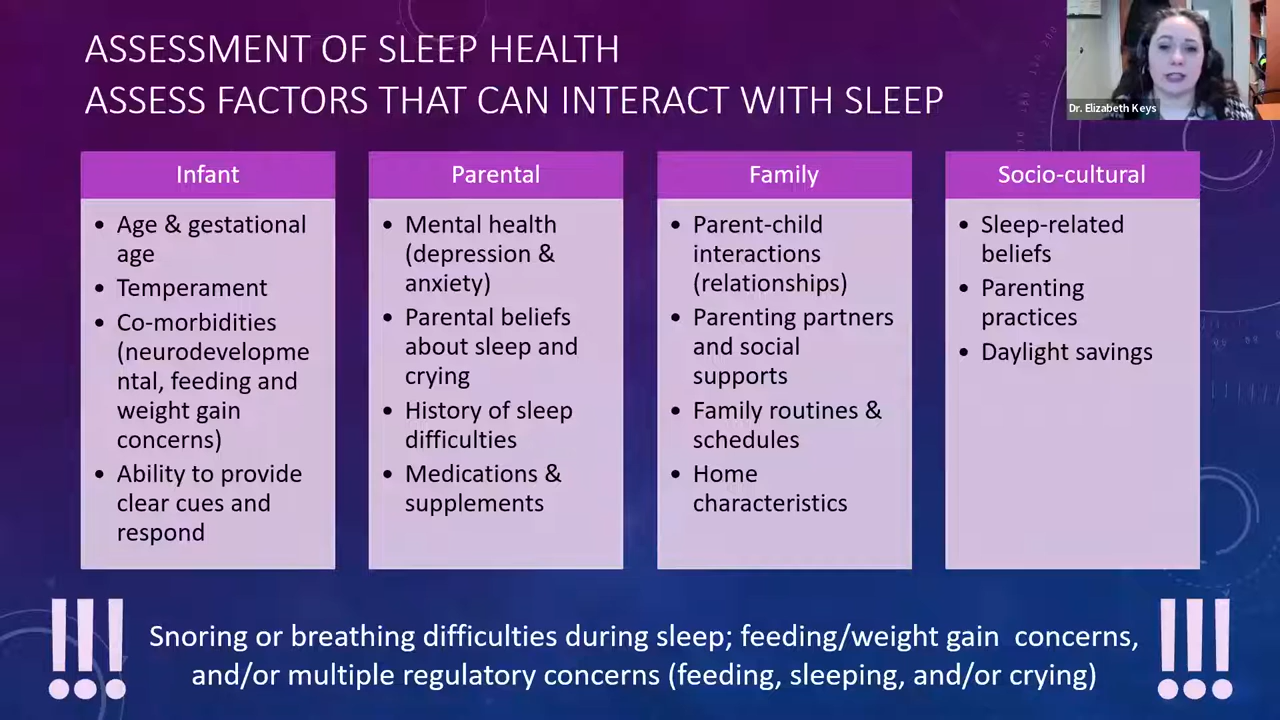 ASSESSMENT OF SLEEP HEALTH
ASSESS FACTORS THAT CAN INTERACT WITH SLEEP
Dr. Elizabeth Keys
Infant
• Age & gestational
age
• Temperament
• Co-morbidities
(neurodevelopme
ntal, feeding and
weight gain
concerns)
• Ability to provide
clear cues and
respond
Parental
• Mental health
(depression &
anxiety)
• Parental beliefs
about sleep and
crying
• History of sleep
difficulties
• Medications &
supplements
Family
• Parent-child
interactions
(relationships)
• Parenting partners
and social
supports
• Family routines &
schedules
• Home
characteristics
Socio-cultural
• Sleep-related
beliefs
• Parenting
practices
• Daylight savings
!!!
Snoring or breathing difficulties during sleep; feeding/weight gain  concerns,
and/or multiple regulatory concerns (feeding, sleeping, and/or crying)
!!!